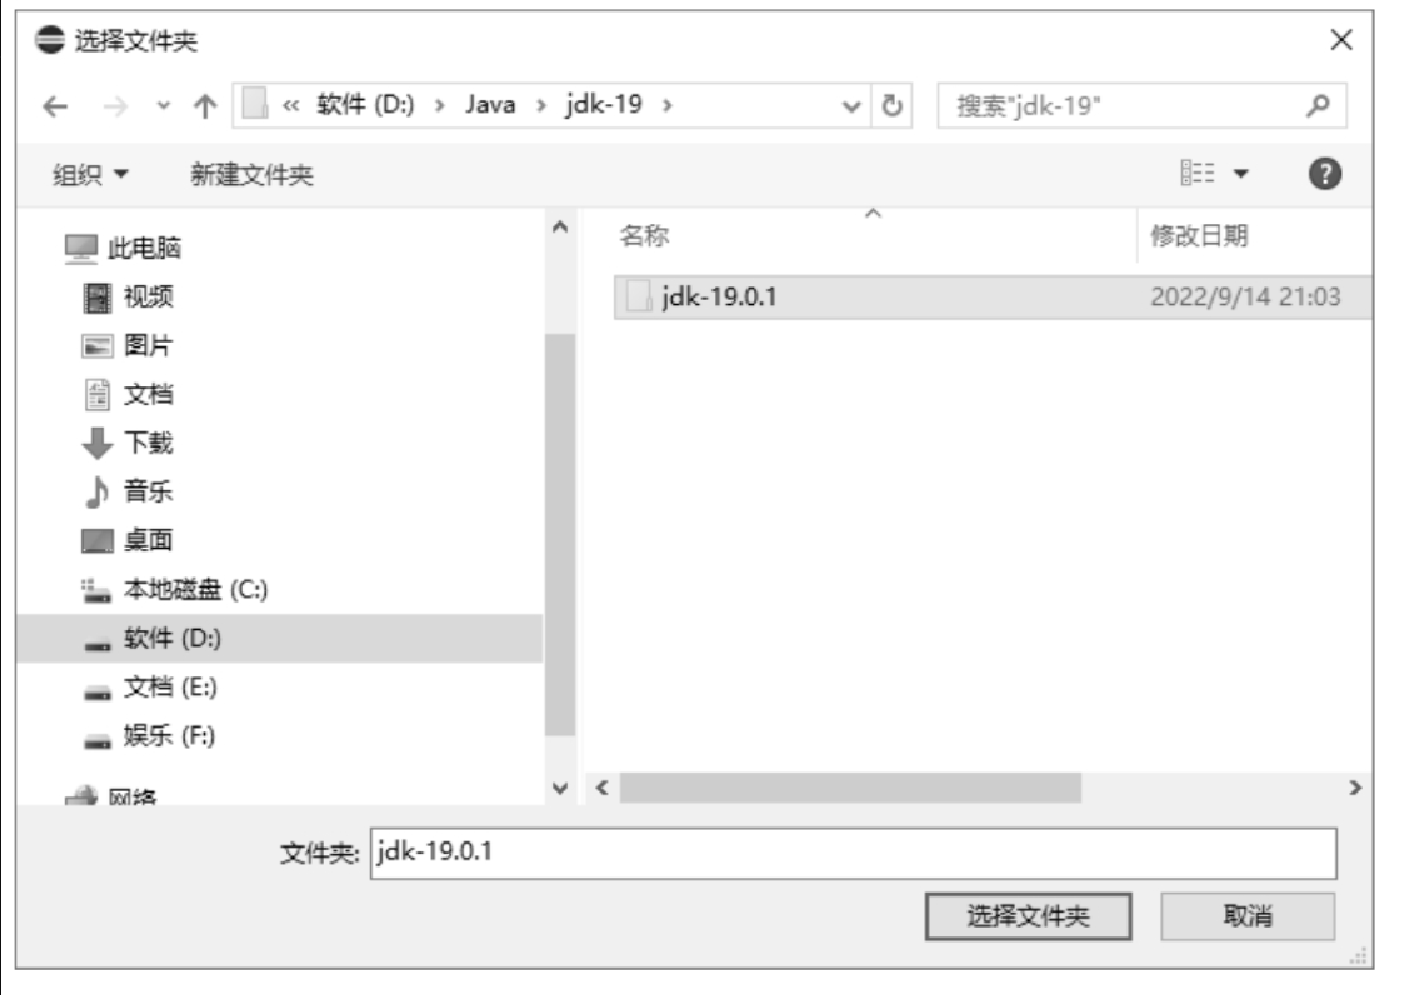 选择文件夹
« 软件 (D:) › Java › jdk-19 ›
搜索"jdk-19"
组织
新建文件夹
此电脑
视频
图片
文档
下载
音乐
桌面
本地磁盘 (C:)
软件 (D:)
文档 (E:)
娱乐 (F:)
网络
名称
修改日期
jdk-19.0.1
2022/9/14 21:03
文件夹:
jdk-19.0.1
选择文件夹
取消